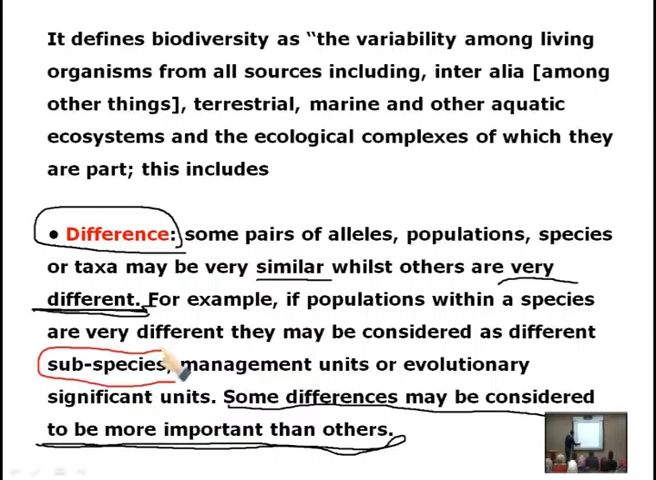 It defines biodiversity as “the variability among living
organisms from all sources including, inter alia [among
other things], terrestrial, marine and other aquatic
ecosystems and the ecological complexes of which they
are part; this includes
• Difference: some pairs of alleles, populations, species
or taxa may be very similar whilst others are very
different. For example, if populations within a species
are very different they may be considered as different
sub-species, management units or evolutionary
significant units. Some differences may be considered
to be more important than others.